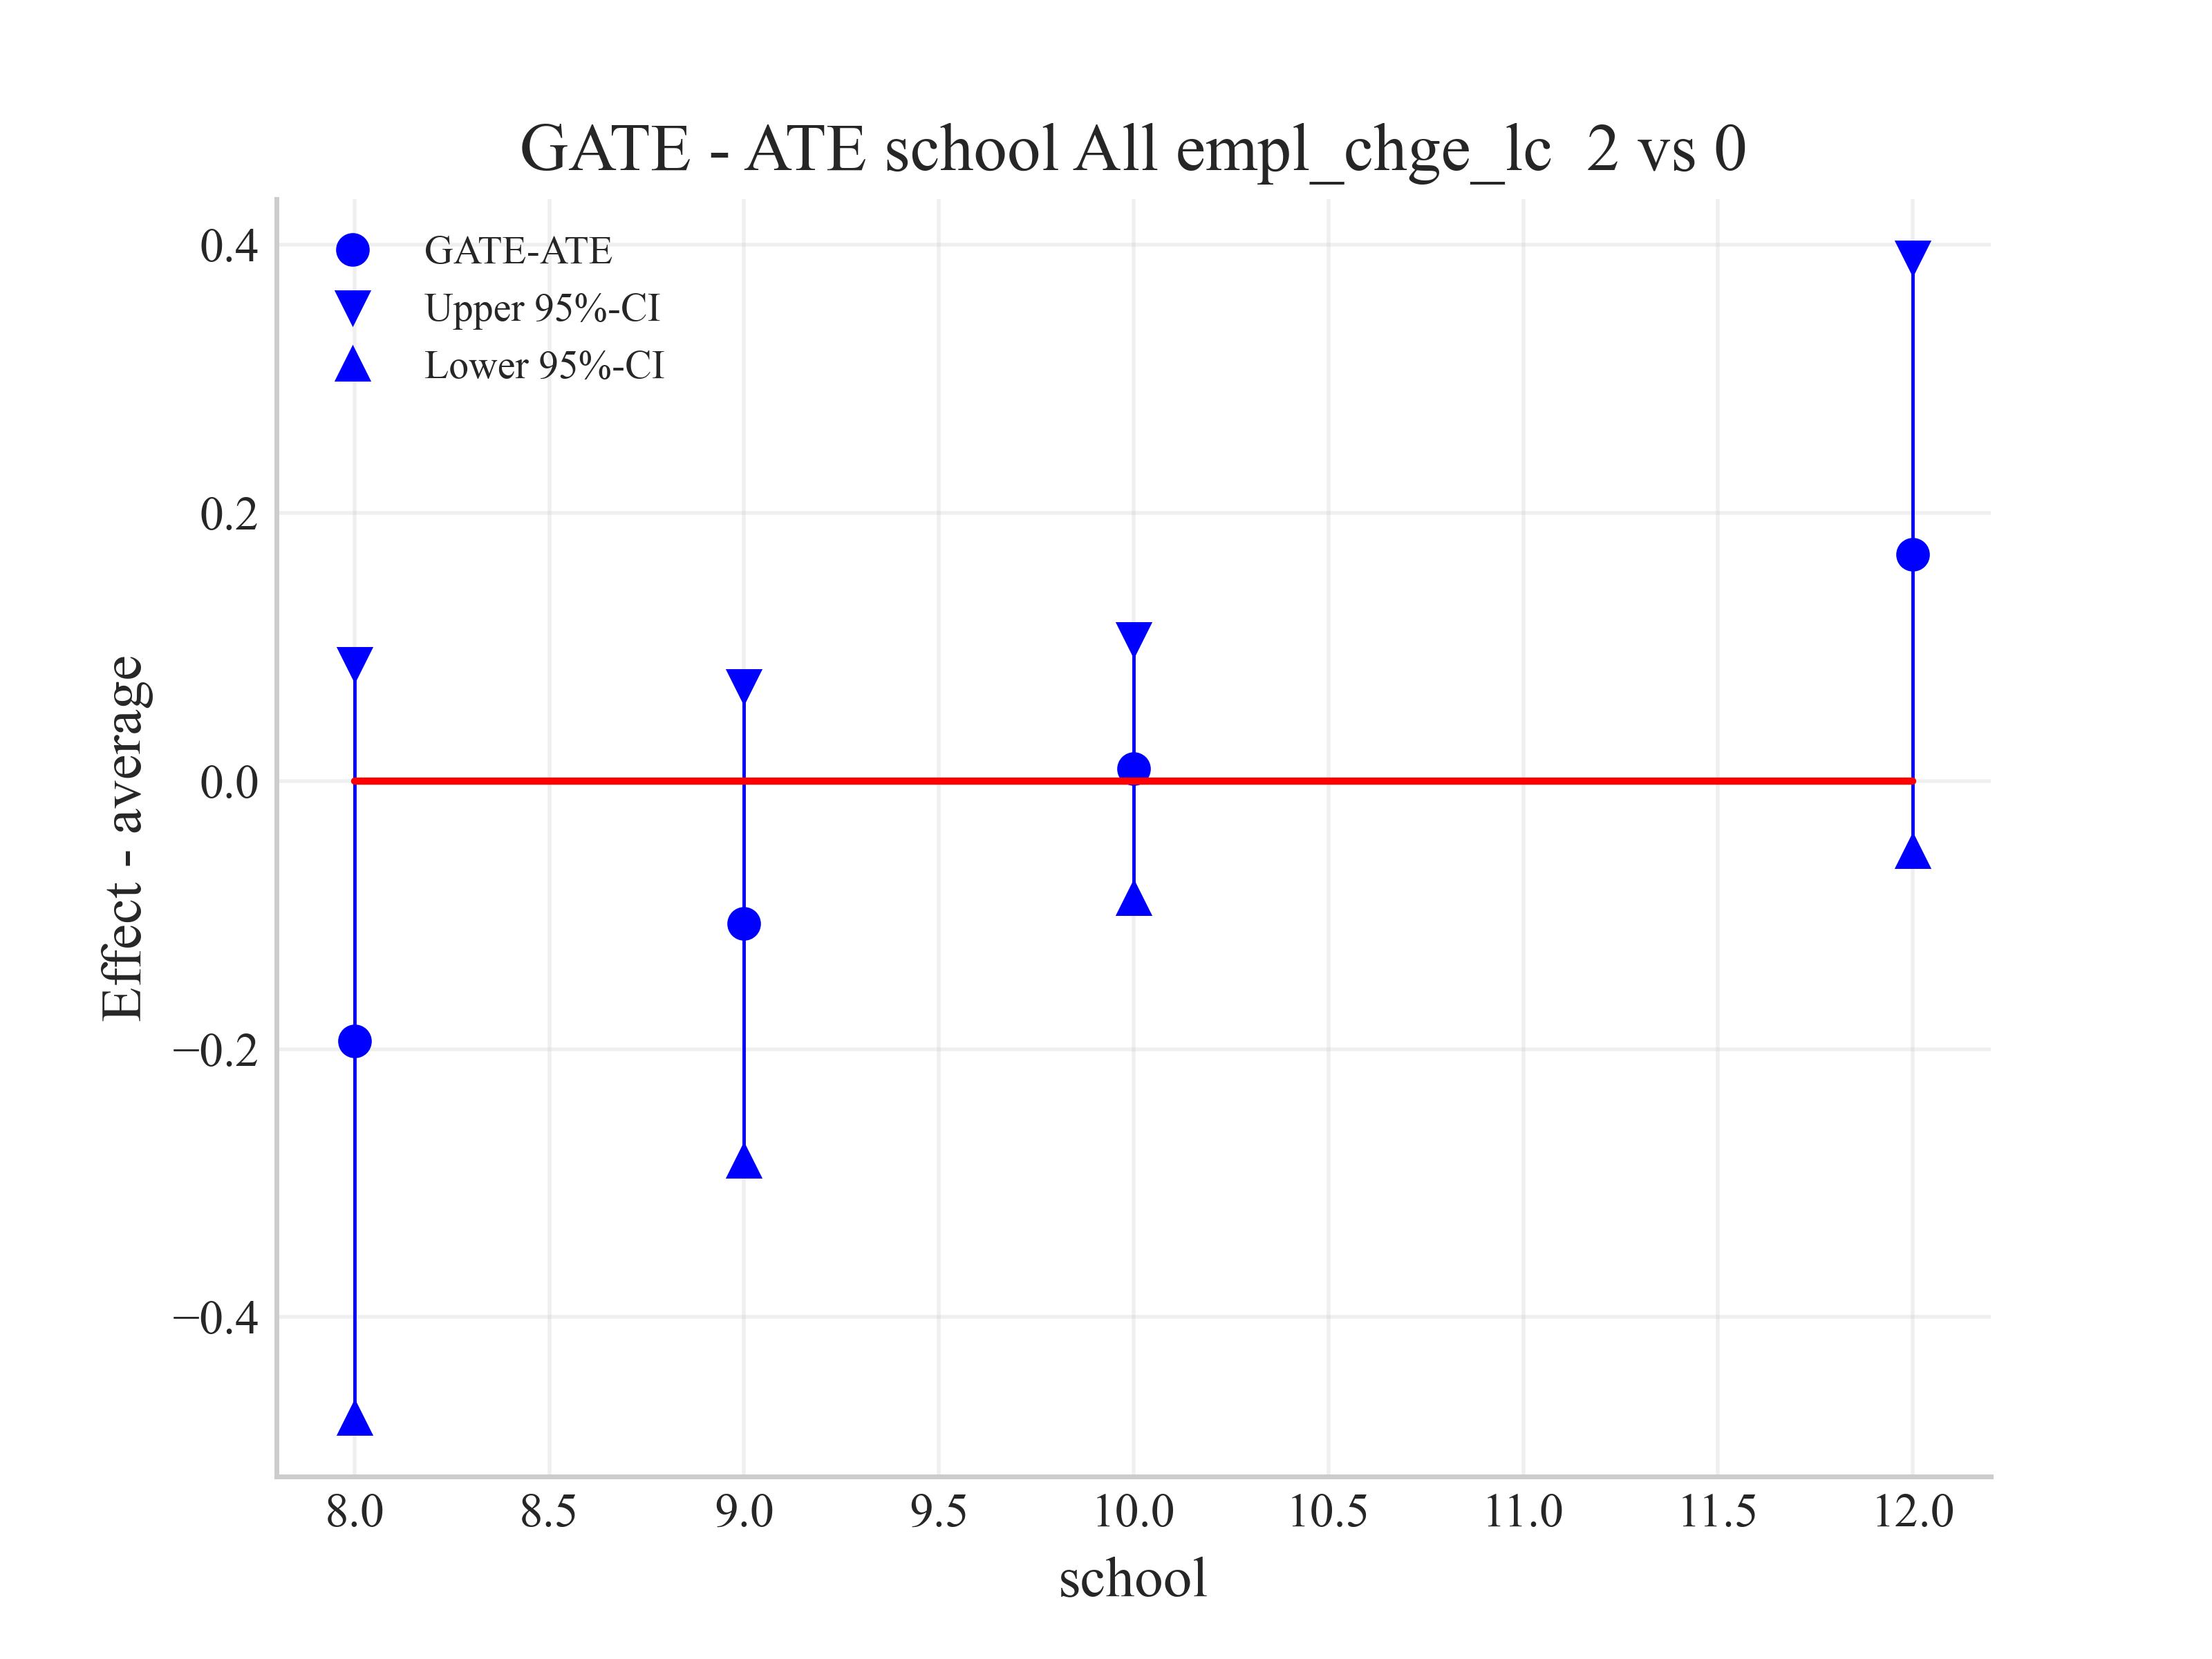 GATE - ATE school All empl_chge_lc  2 vs 0
GATE-ATE
Upper 95%-CI
Lower 95%-CI
0.4
0.2
0.0
−0.2
−0.4
Effect - average
8.0 8.5 9.0 9.5 10.0 10.5 11.0 11.5 12.0
school